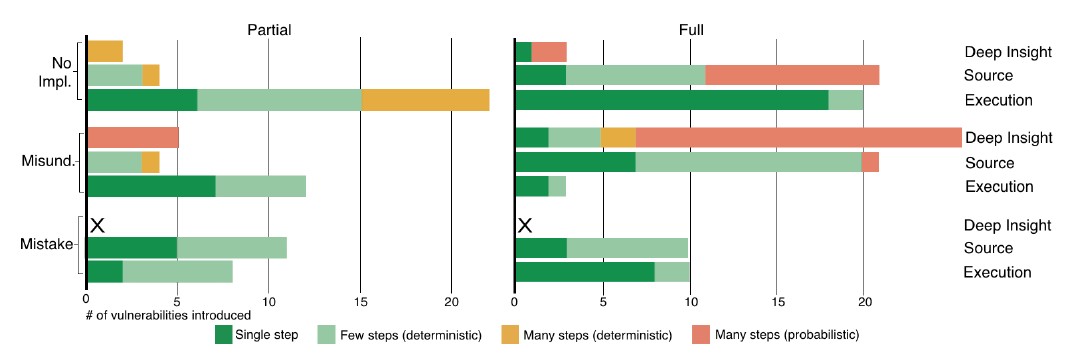 Partial Full
No Impl.
Deep Insight
Source
Execution
Misund.
Deep Insight
Source
Execution
Mistake
X X
Deep Insight
Source
Execution
0 5 10 15 20 0 5 10 15 20
# of vulnerabilities introduced
Single step Few steps (deterministic) Many steps (deterministic) Many steps (probabilistic)